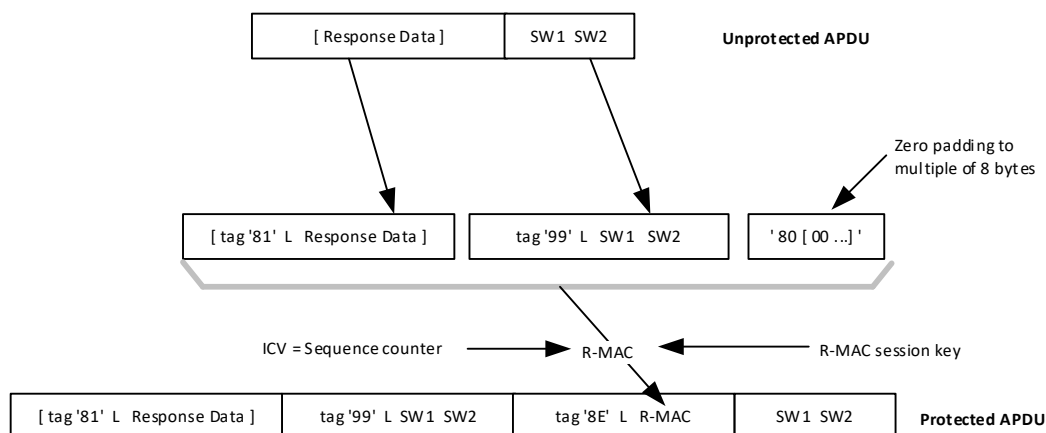 [ Response Data ] SW1 SW2 Unprotected APDU
Zero padding to
multiple of 8 bytes
[ tag '81' L Response Data ] tag '99' L SW1 SW2 ' 80 [ 00 ...] '
ICV = Sequence counter R-MAC R-MAC session key
[ tag '81' L Response Data ] tag '99' L SW1 SW2 tag '8E' L R-MAC SW1 SW2 Protected APDU